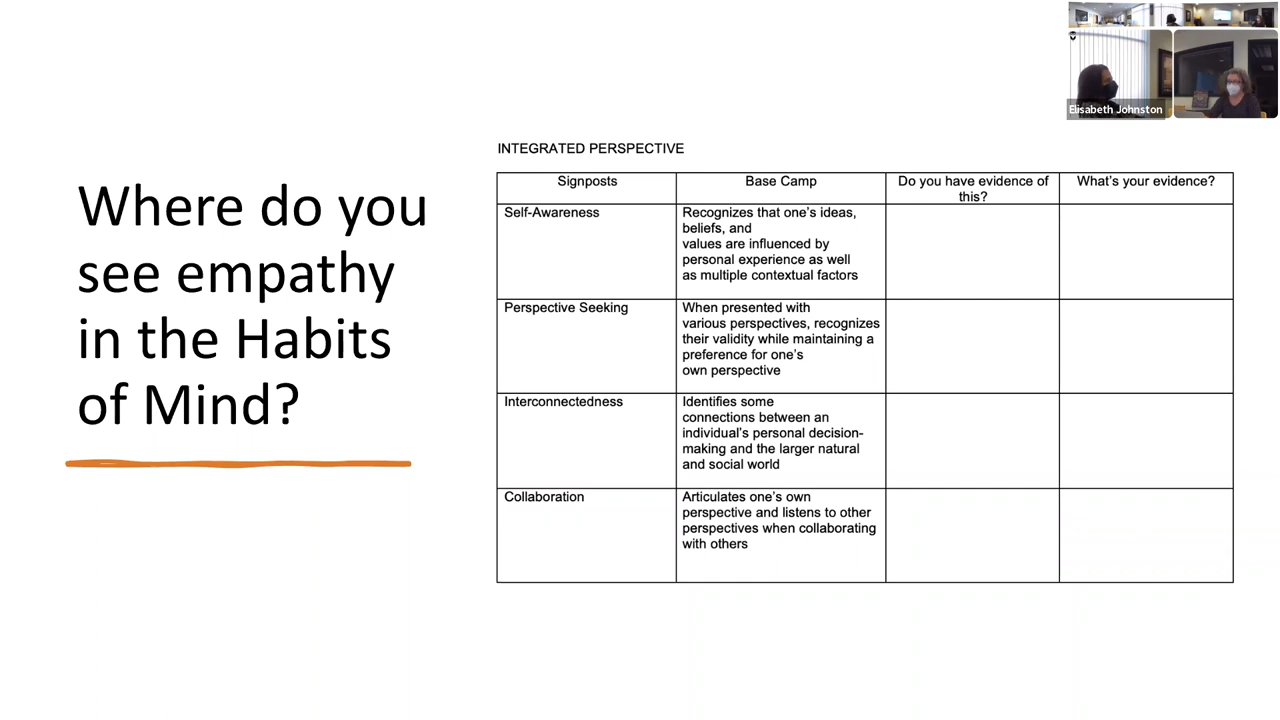 Elisabeth Johnston
Where do you
see empathy
in the Habits
of Mind?
INTEGRATED PERSPECTIVE
Signposts
Base Camp
Do you have evidence of
this?
What's your evidence?
Self-Awareness
Recognizes that one's ideas,
beliefs, and
values are influenced by
personal experience as well
as multiple contextual factors
Perspective Seeking
When presented with
various perspectives, recognizes
their validity while maintaining a
preference for one's
own perspective
Interconnectedness
Identifies some
connections between an
individual's personal decision-
making and the larger natural
and social world
Collaboration
Articulates one's own
perspective and listens to other
perspectives when collaborating
with others